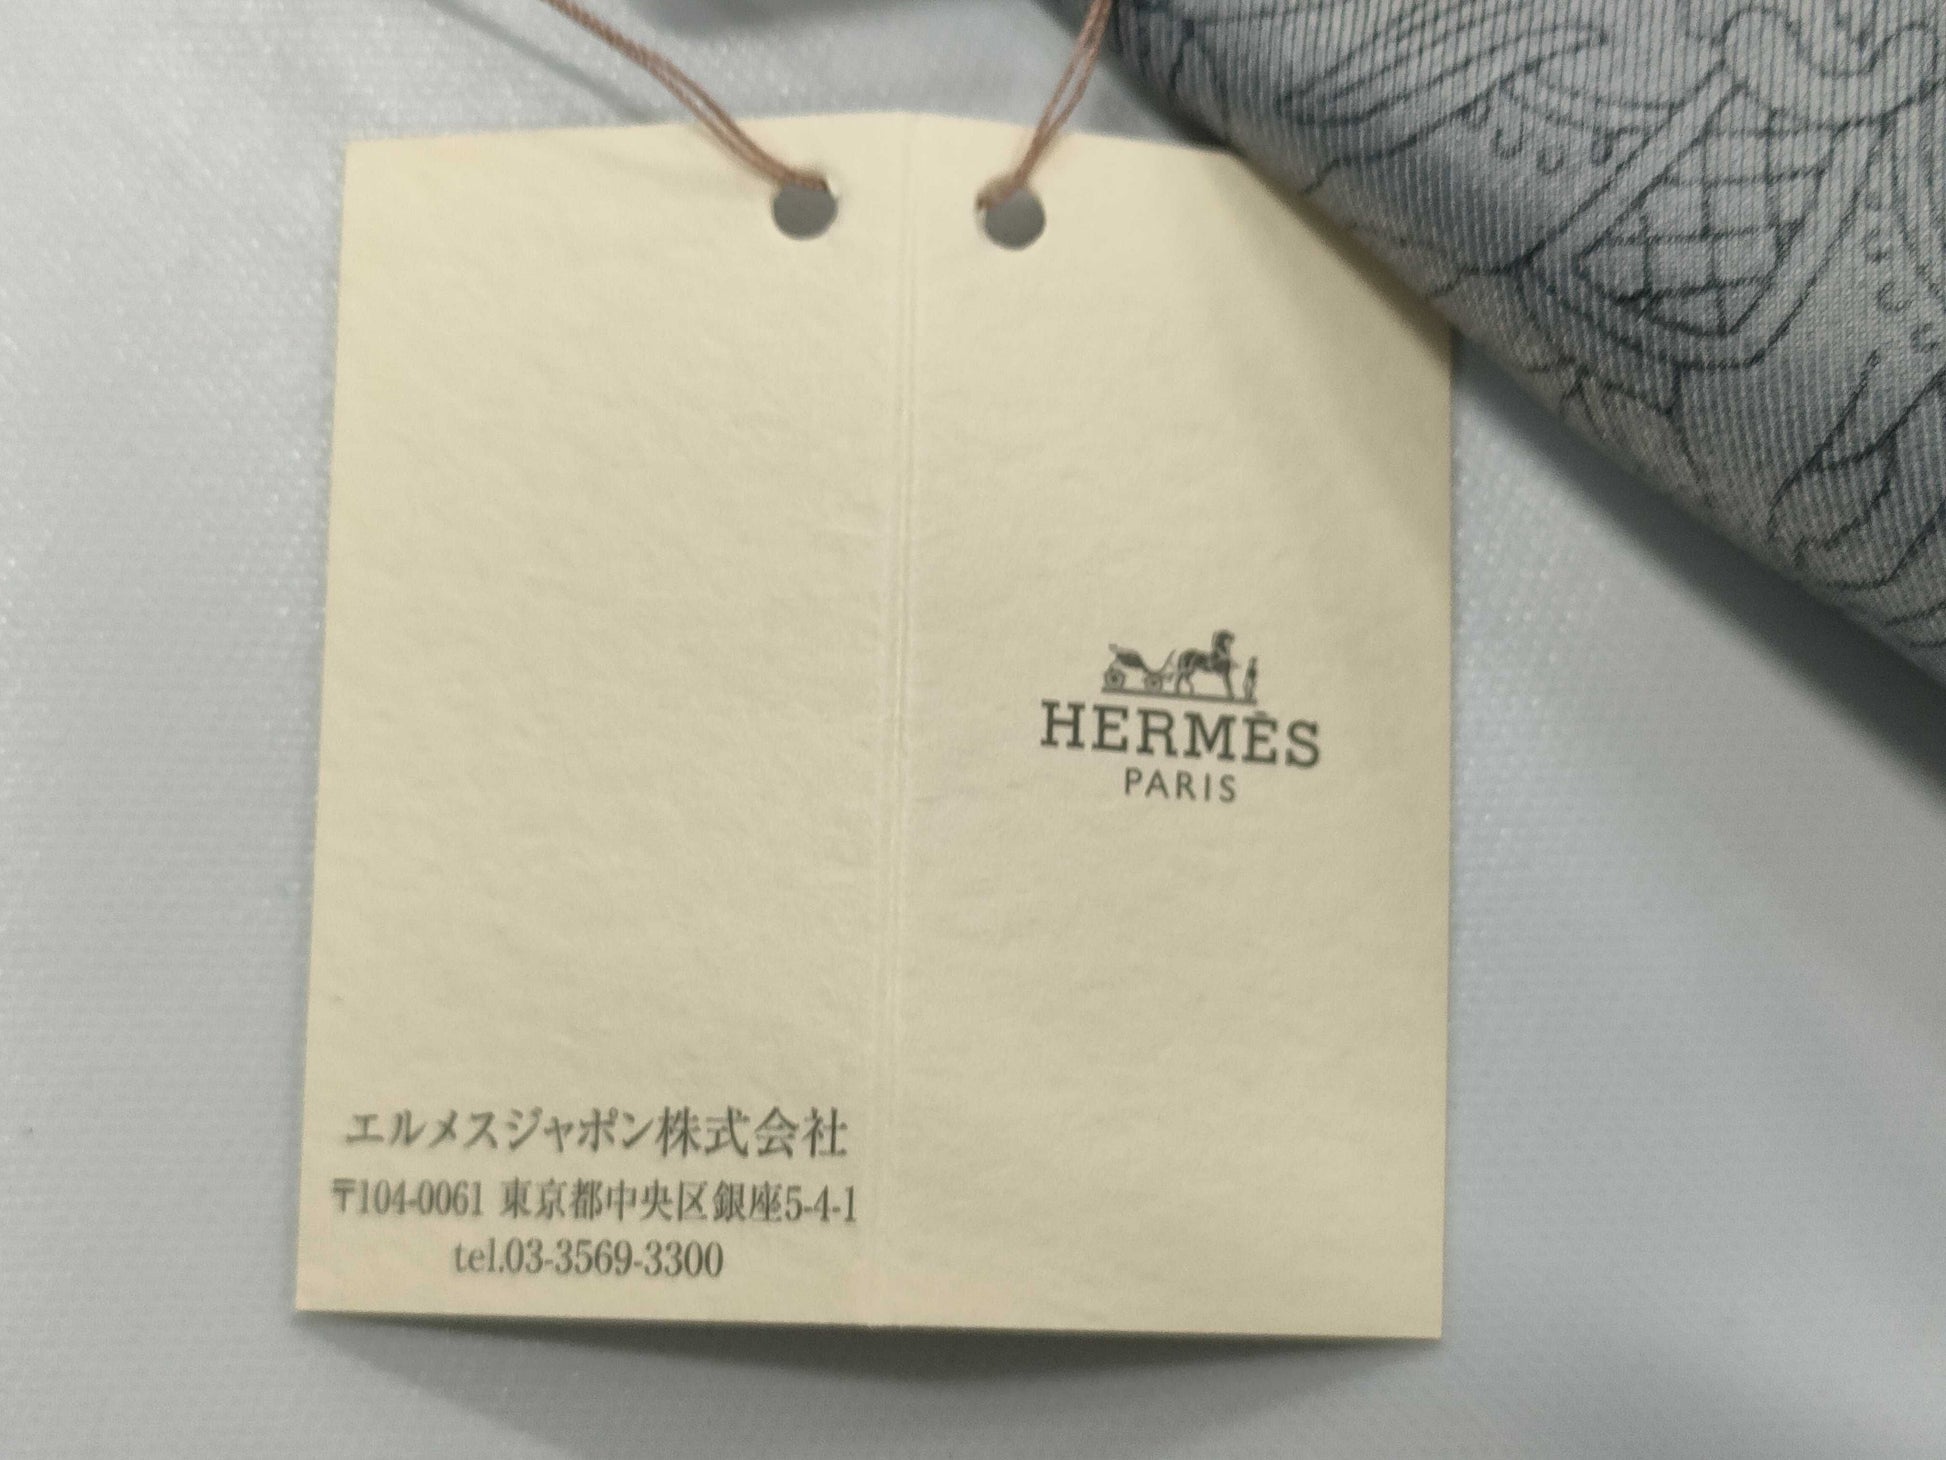 HERMÈS
PARIS
エルメスジャポン株式会社
〒104-0061 東京都中央区銀座5-4-1
tel.03-3569-3300